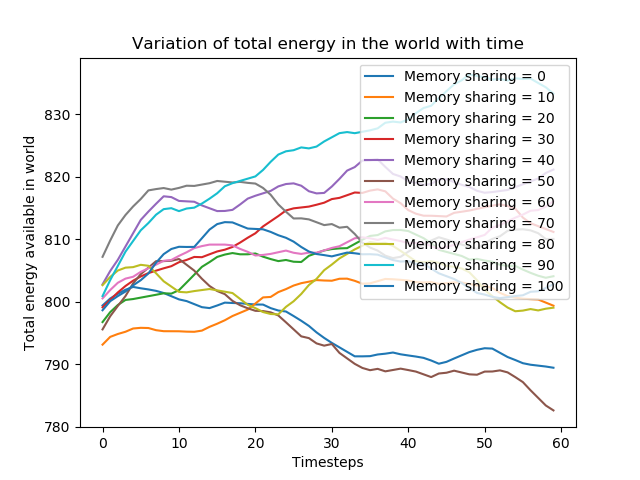 Variation of total energy in the world with time
Total energy available in world
830
820
810
800
790
780
0
10
20
30
40
50
60
Timesteps
Memory sharing = 0
Memory sharing = 10
Memory sharing = 20
Memory sharing = 30
Memory sharing = 40
Memory sharing = 50
Memory sharing = 60
Memory sharing = 70
Memory sharing = 80
Memory sharing = 90
Memory sharing = 100